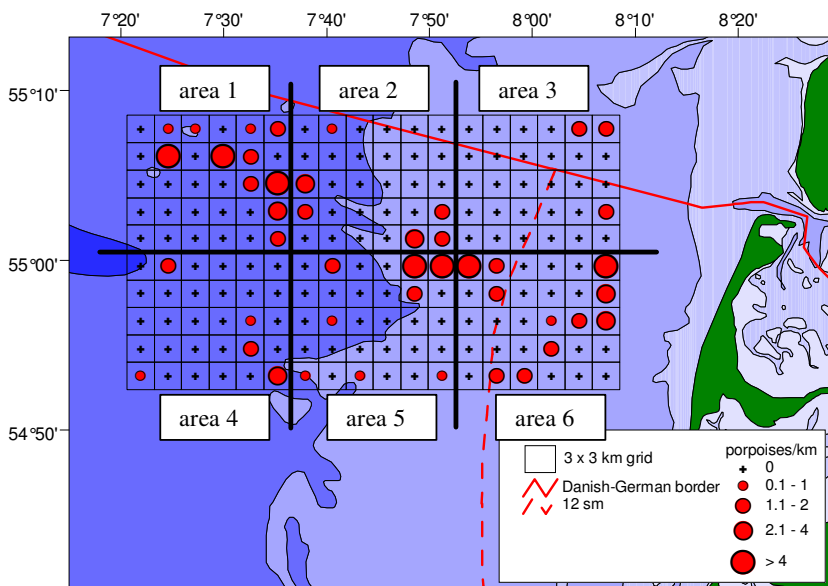 7°20' 7°30' 7°40' 7°50' 8°00' 8°10' 8°20'
55°10'
55°00'
54°50'
area 1 area 2 area 3
area 4 area 5 area 6
3 x 3 km grid
Danish-German border
12 sm
porpoises/km
0
0.1 - 1
1.1 - 2
2.1 - 4
> 4